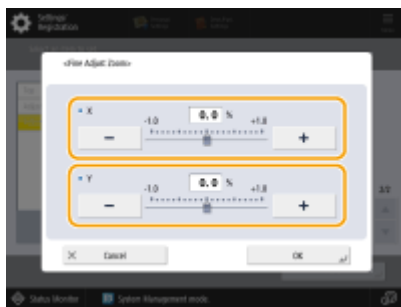 Settings/
Registration
<Fine Adjust Zoom>
X
0.0 %
-1.0
+1.0
−
+
Y
0.0 %
-1.0
+1.0
−
+
× Cancel
OK
Status Monitor
System Management mode.